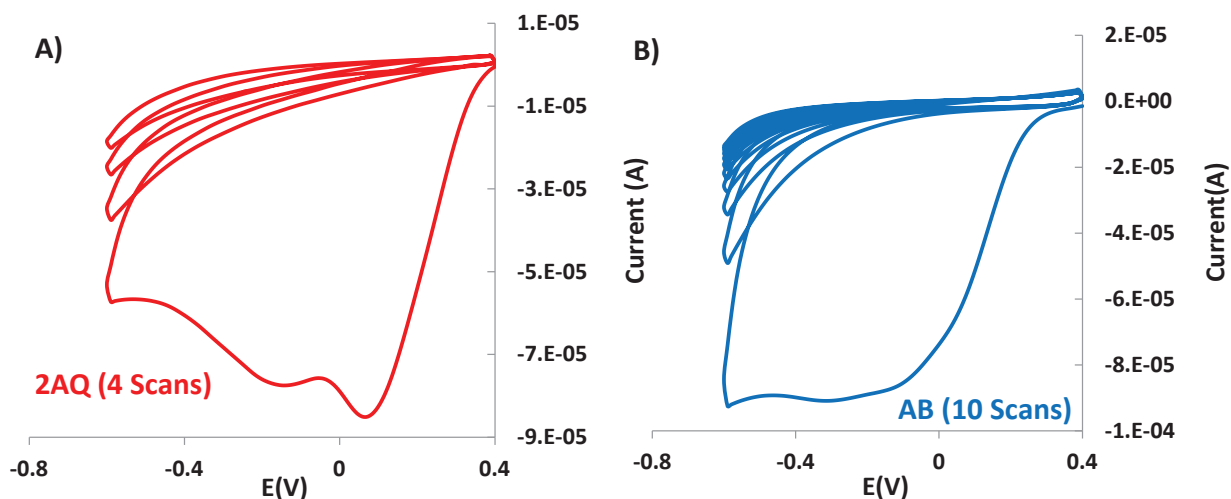 A)
1.E-05
-1.E-05
-3.E-05
-5.E-05
-7.E-05
-9.E-05
Current (A)
2AQ (4 Scans)
-0.8
-0.4
0
0.4
E(V)
B)
2.E-05
0.E+00
-2.E-05
-4.E-05
-6.E-05
-8.E-05
-1.E-04
Current(A)
AB (10 Scans)
-0.8
-0.4
0
0.4
E(V)